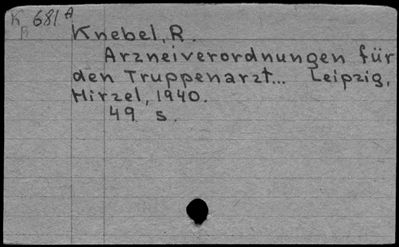 K 681 A
B
Knebel, R.
Arzneiverordnungen für
den Truppenarzt... Leipzig,
Hirzel, 1940.
49 s.